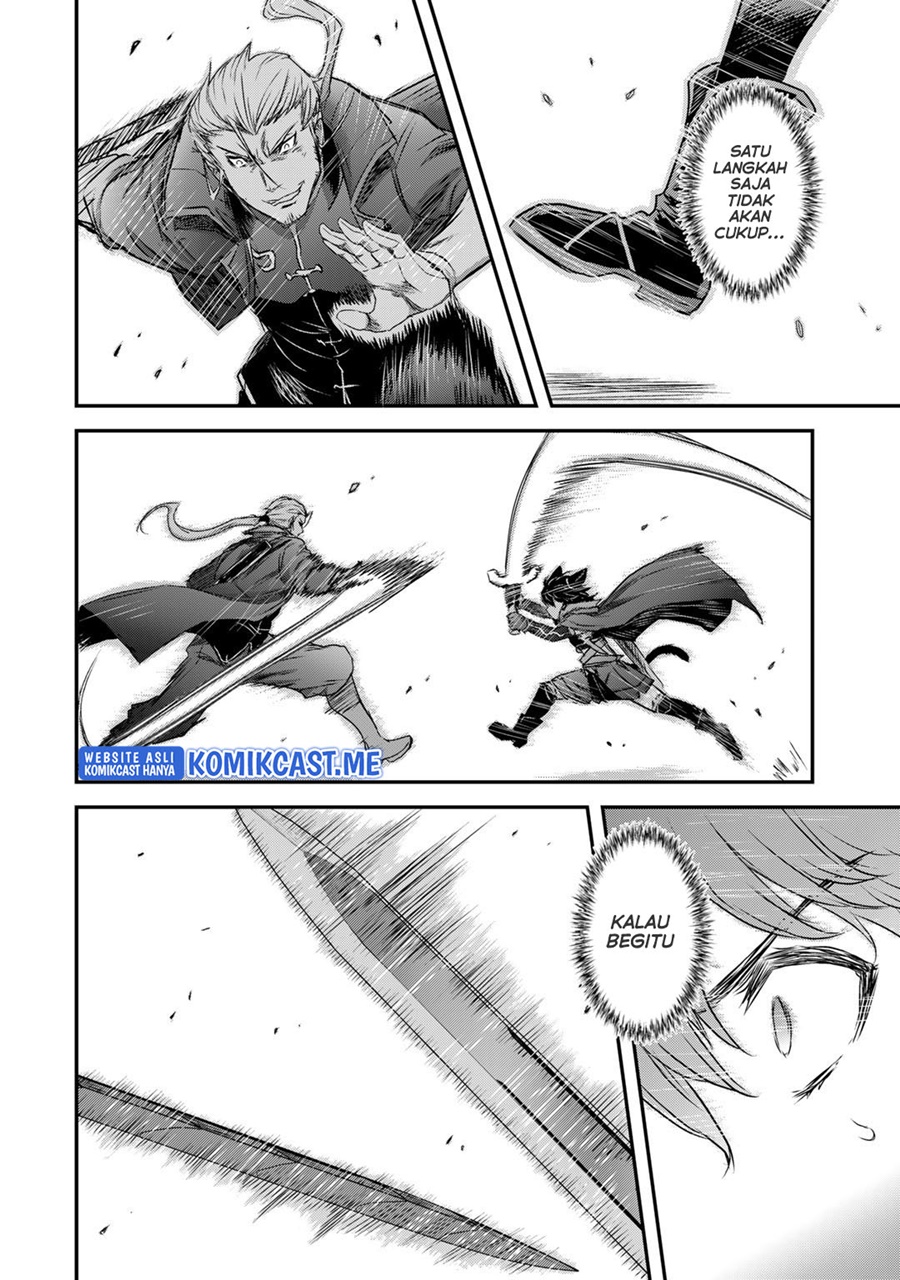 SATU
LANGKAH
SAJA
TIDAK
AKAN
CUKUP...
WEBSITE ASLI
KOMIKCAST HANYA
KOMIKCAST.ME
KALAU
BEGITU